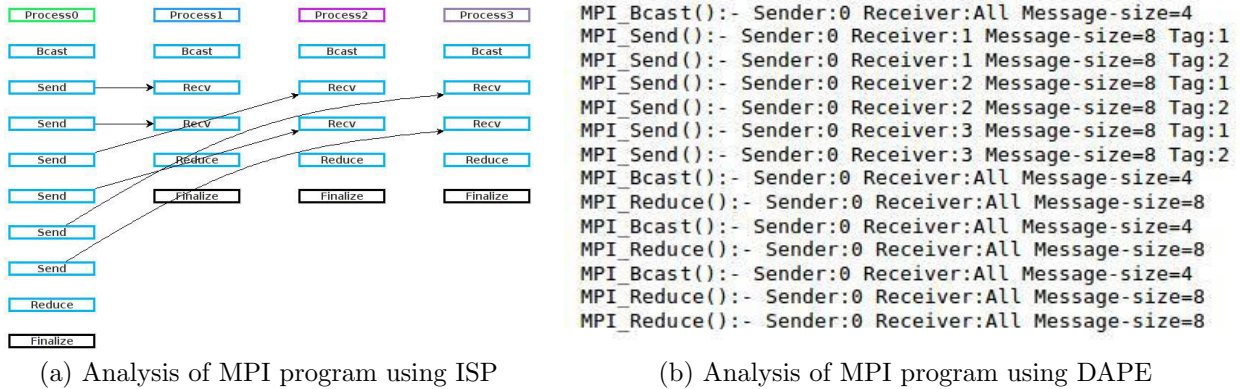 Process0 Process1 Process2 Process3
Bcast Bcast Bcast Bcast
Send Recv Recv Recv
Send Recv Recv Recv
Send Reduce Reduce Reduce
Send Finalize Finalize Finalize
Send
Send
Reduce
Finalize
(a) Analysis of MPI program using ISP
MPI_Bcast():- Sender:0 Receiver:All Message-size=4
MPI_Send():- Sender:0 Receiver:1 Message-size=8 Tag:1
MPI_Send():- Sender:0 Receiver:1 Message-size=8 Tag:2
MPI_Send():- Sender:0 Receiver:2 Message-size=8 Tag:1
MPI_Send():- Sender:0 Receiver:2 Message-size=8 Tag:2
MPI_Send():- Sender:0 Receiver:3 Message-size=8 Tag:1
MPI_Send():- Sender:0 Receiver:3 Message-size=8 Tag:2
MPI_Bcast():- Sender:0 Receiver:All Message-size=4
MPI_Reduce():- Sender:0 Receiver:All Message-size=8
MPI_Bcast():- Sender:0 Receiver:All Message-size=4
MPI_Reduce():- Sender:0 Receiver:All Message-size=8
MPI_Bcast():- Sender:0 Receiver:All Message-size=4
MPI_Reduce():- Sender:0 Receiver:All Message-size=8
MPI_Reduce():- Sender:0 Receiver:All Message-size=8
(b) Analysis of MPI program using DAPE